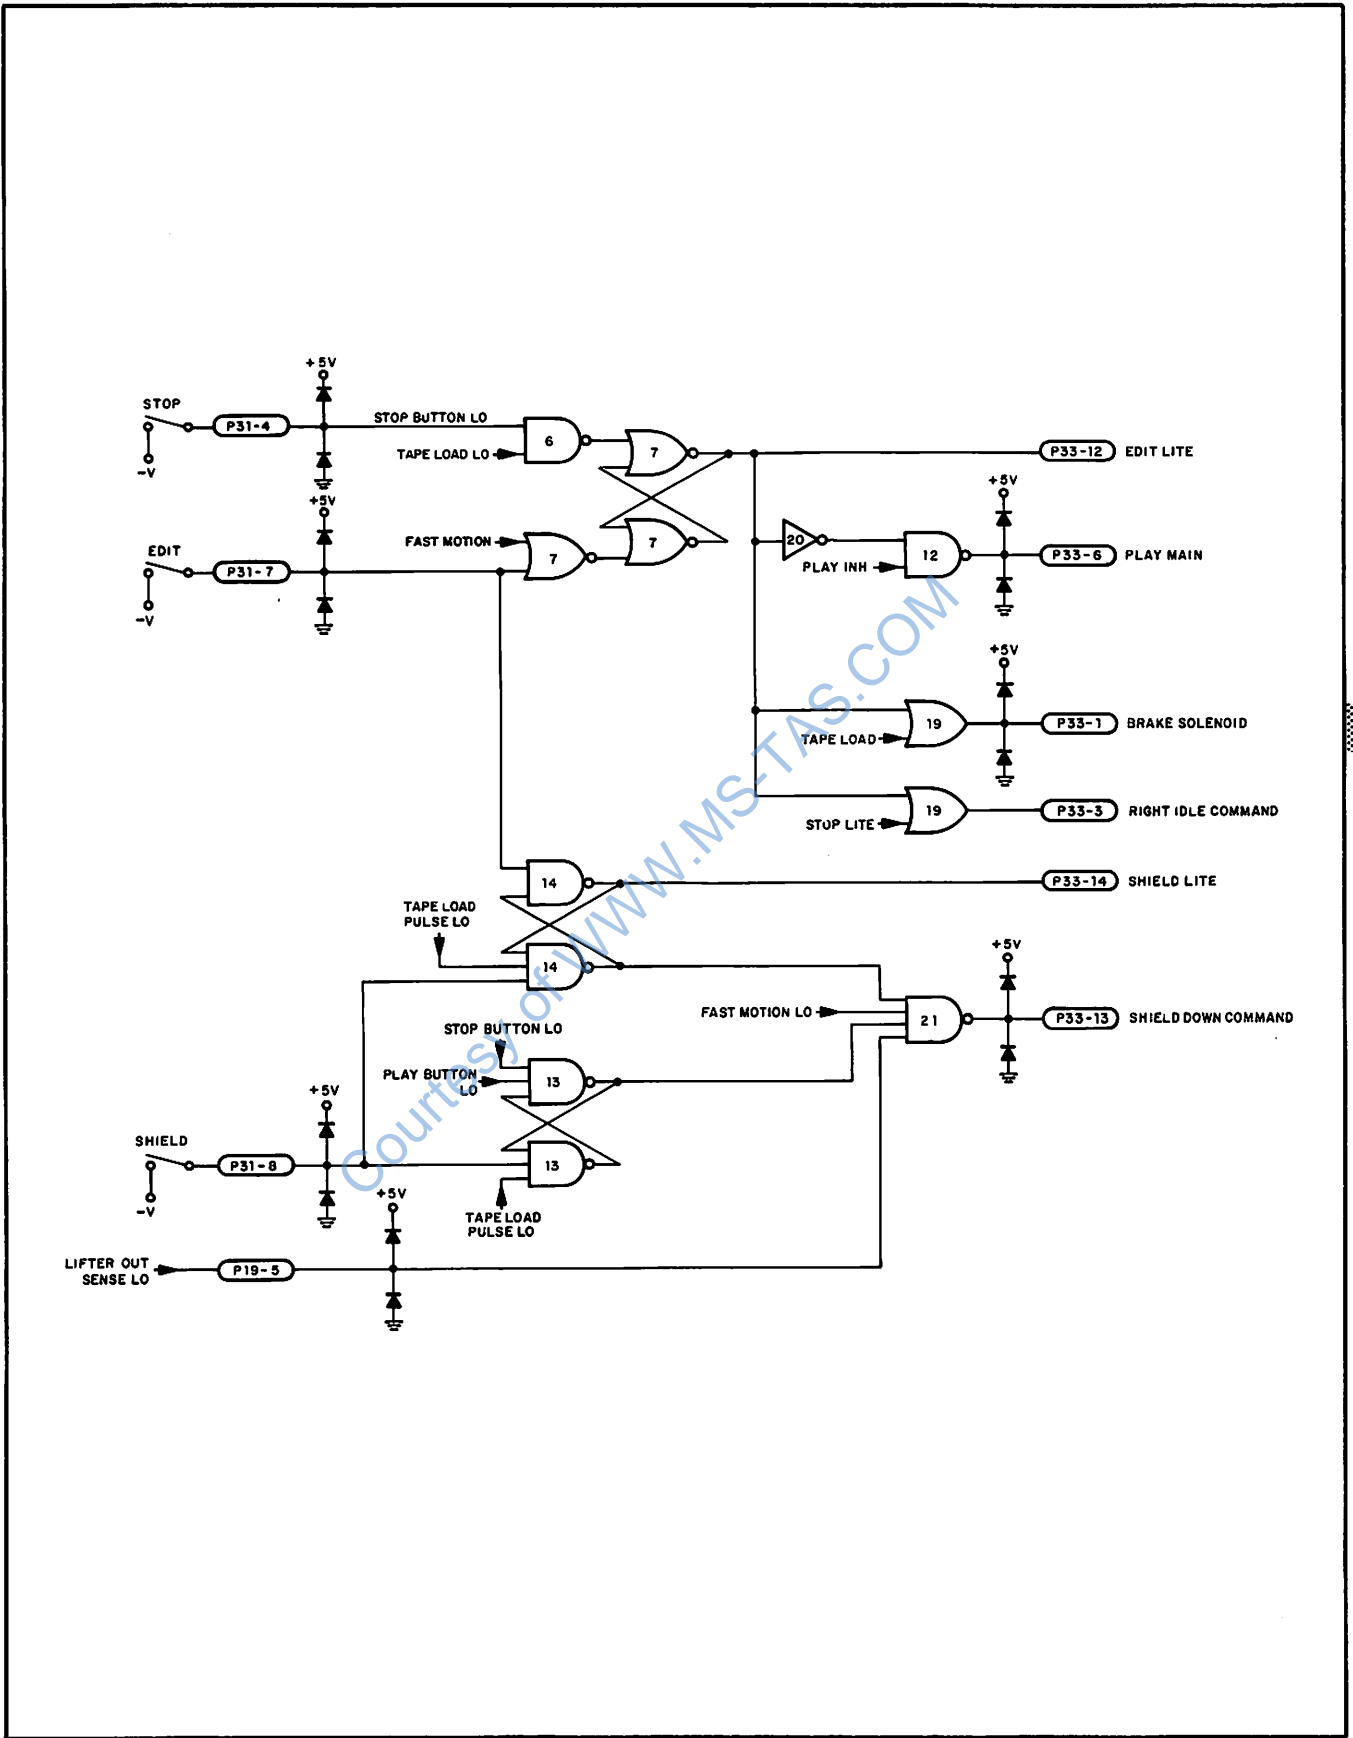 +5V
STOP
P31-4
STOP BUTTON LO
6
7
P33-12 EDIT LITE
TAPE LOAD LO
-V
+5V
+5V
EDIT
P31-7
FAST MOTION
7
7
20
12
P33-6 PLAY MAIN
PLAY INH
-V
+5V
19
P33-1 BRAKE SOLENOID
TAPE LOAD
19
P33-3 RIGHT IDLE COMMAND
STOP LITE
14
P33-14 SHIELD LITE
TAPE LOAD
PULSE LO
14
+5V
FAST MOTION LO
21
P33-13 SHIELD DOWN COMMAND
STOP BUTTON LO
PLAY BUTTON
LO
13
+5V
SHIELD
P31-8
13
-V
+5V
TAPE LOAD
PULSE LO
LIFTER OUT
SENSE LO
P19-5
Courtesy of WWW.MS-TAS.COM